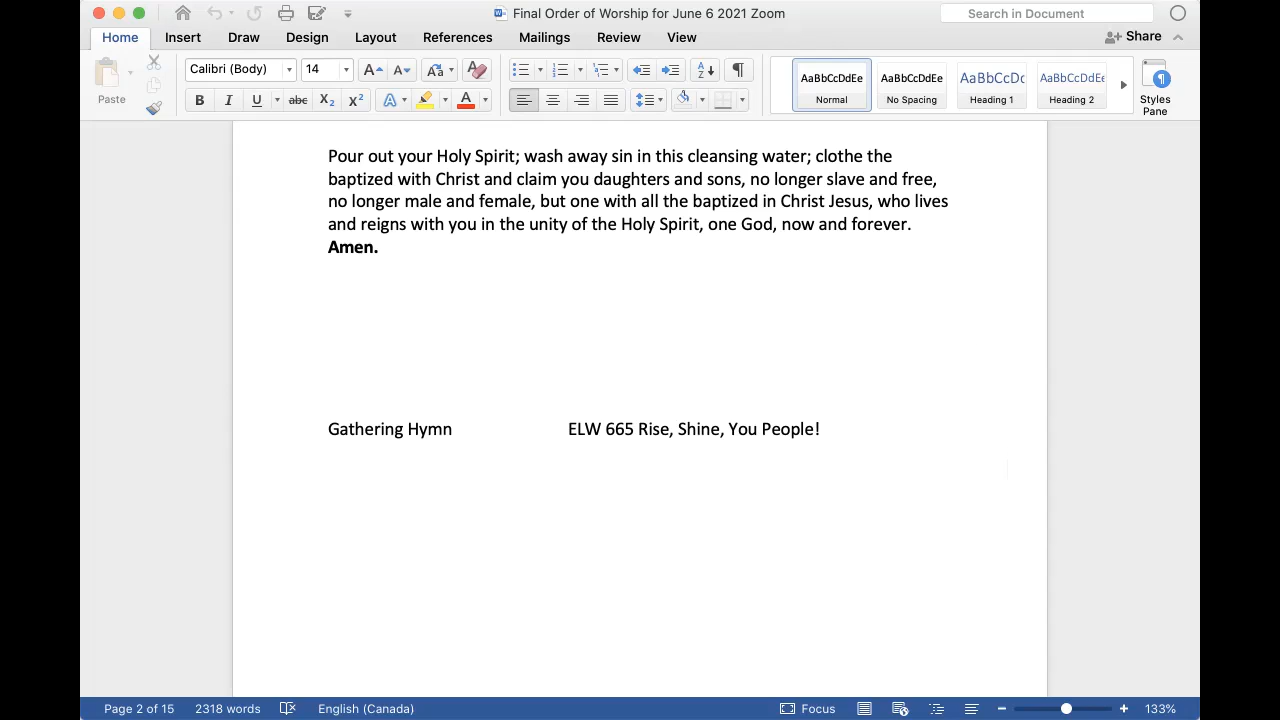 Final Order of Worship for June 6 2021 Zoom
Search in Document
Home Insert Draw Design Layout References Mailings Review View Share
Calibri (Body) 14
Paste
AaBbCcDdEe AaBbCcDdEe AaBbCcDc AaBbCcDdEe
Normal No Spacing Heading 1 Heading 2
Styles
Pane
Pour out your Holy Spirit; wash away sin in this cleansing water; clothe the
baptized with Christ and claim you daughters and sons, no longer slave and free,
no longer male and female, but one with all the baptized in Christ Jesus, who lives
and reigns with you in the unity of the Holy Spirit, one God, now and forever.
Amen.
Gathering Hymn ELW 665 Rise, Shine, You People!
Page 2 of 15 2318 words English (Canada) Focus 133%